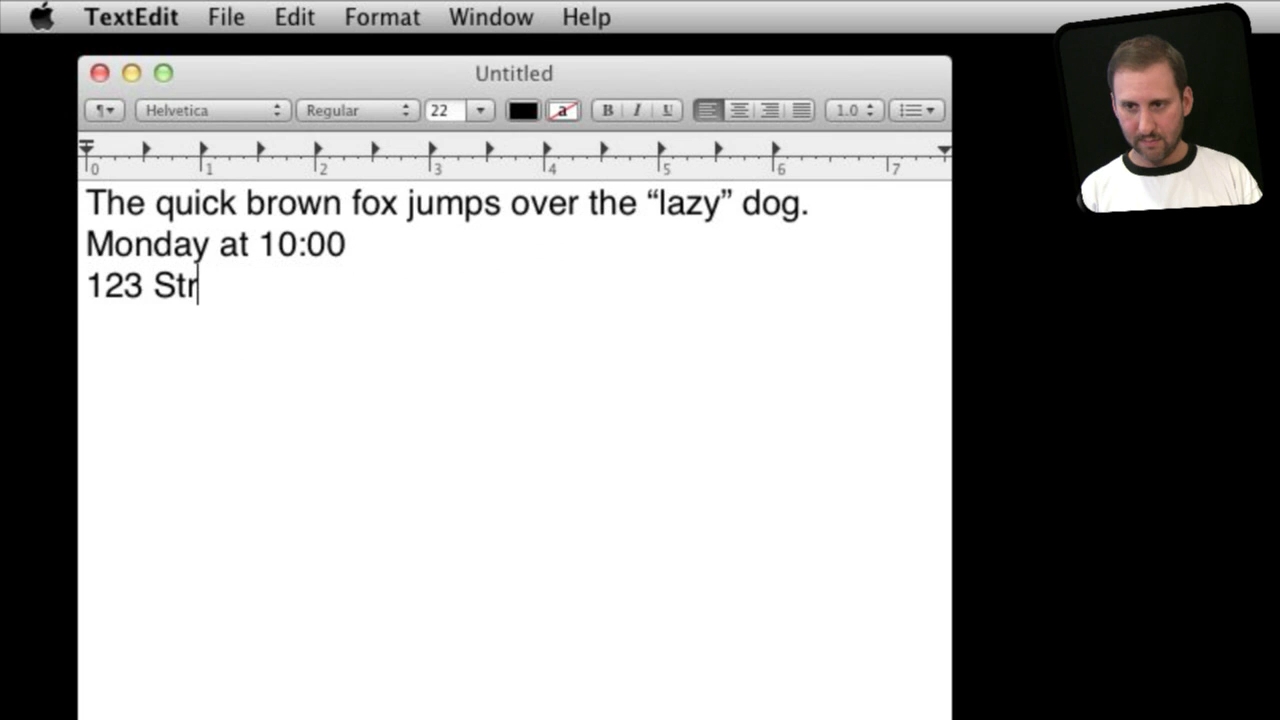 TextEdit File Edit Format Window Help
Untitled
¶ Helvetica Regular 22 a B I U 1.0
0 1 2 3 4 5 6 7
The quick brown fox jumps over the “lazy” dog.
Monday at 10:00
123 Str